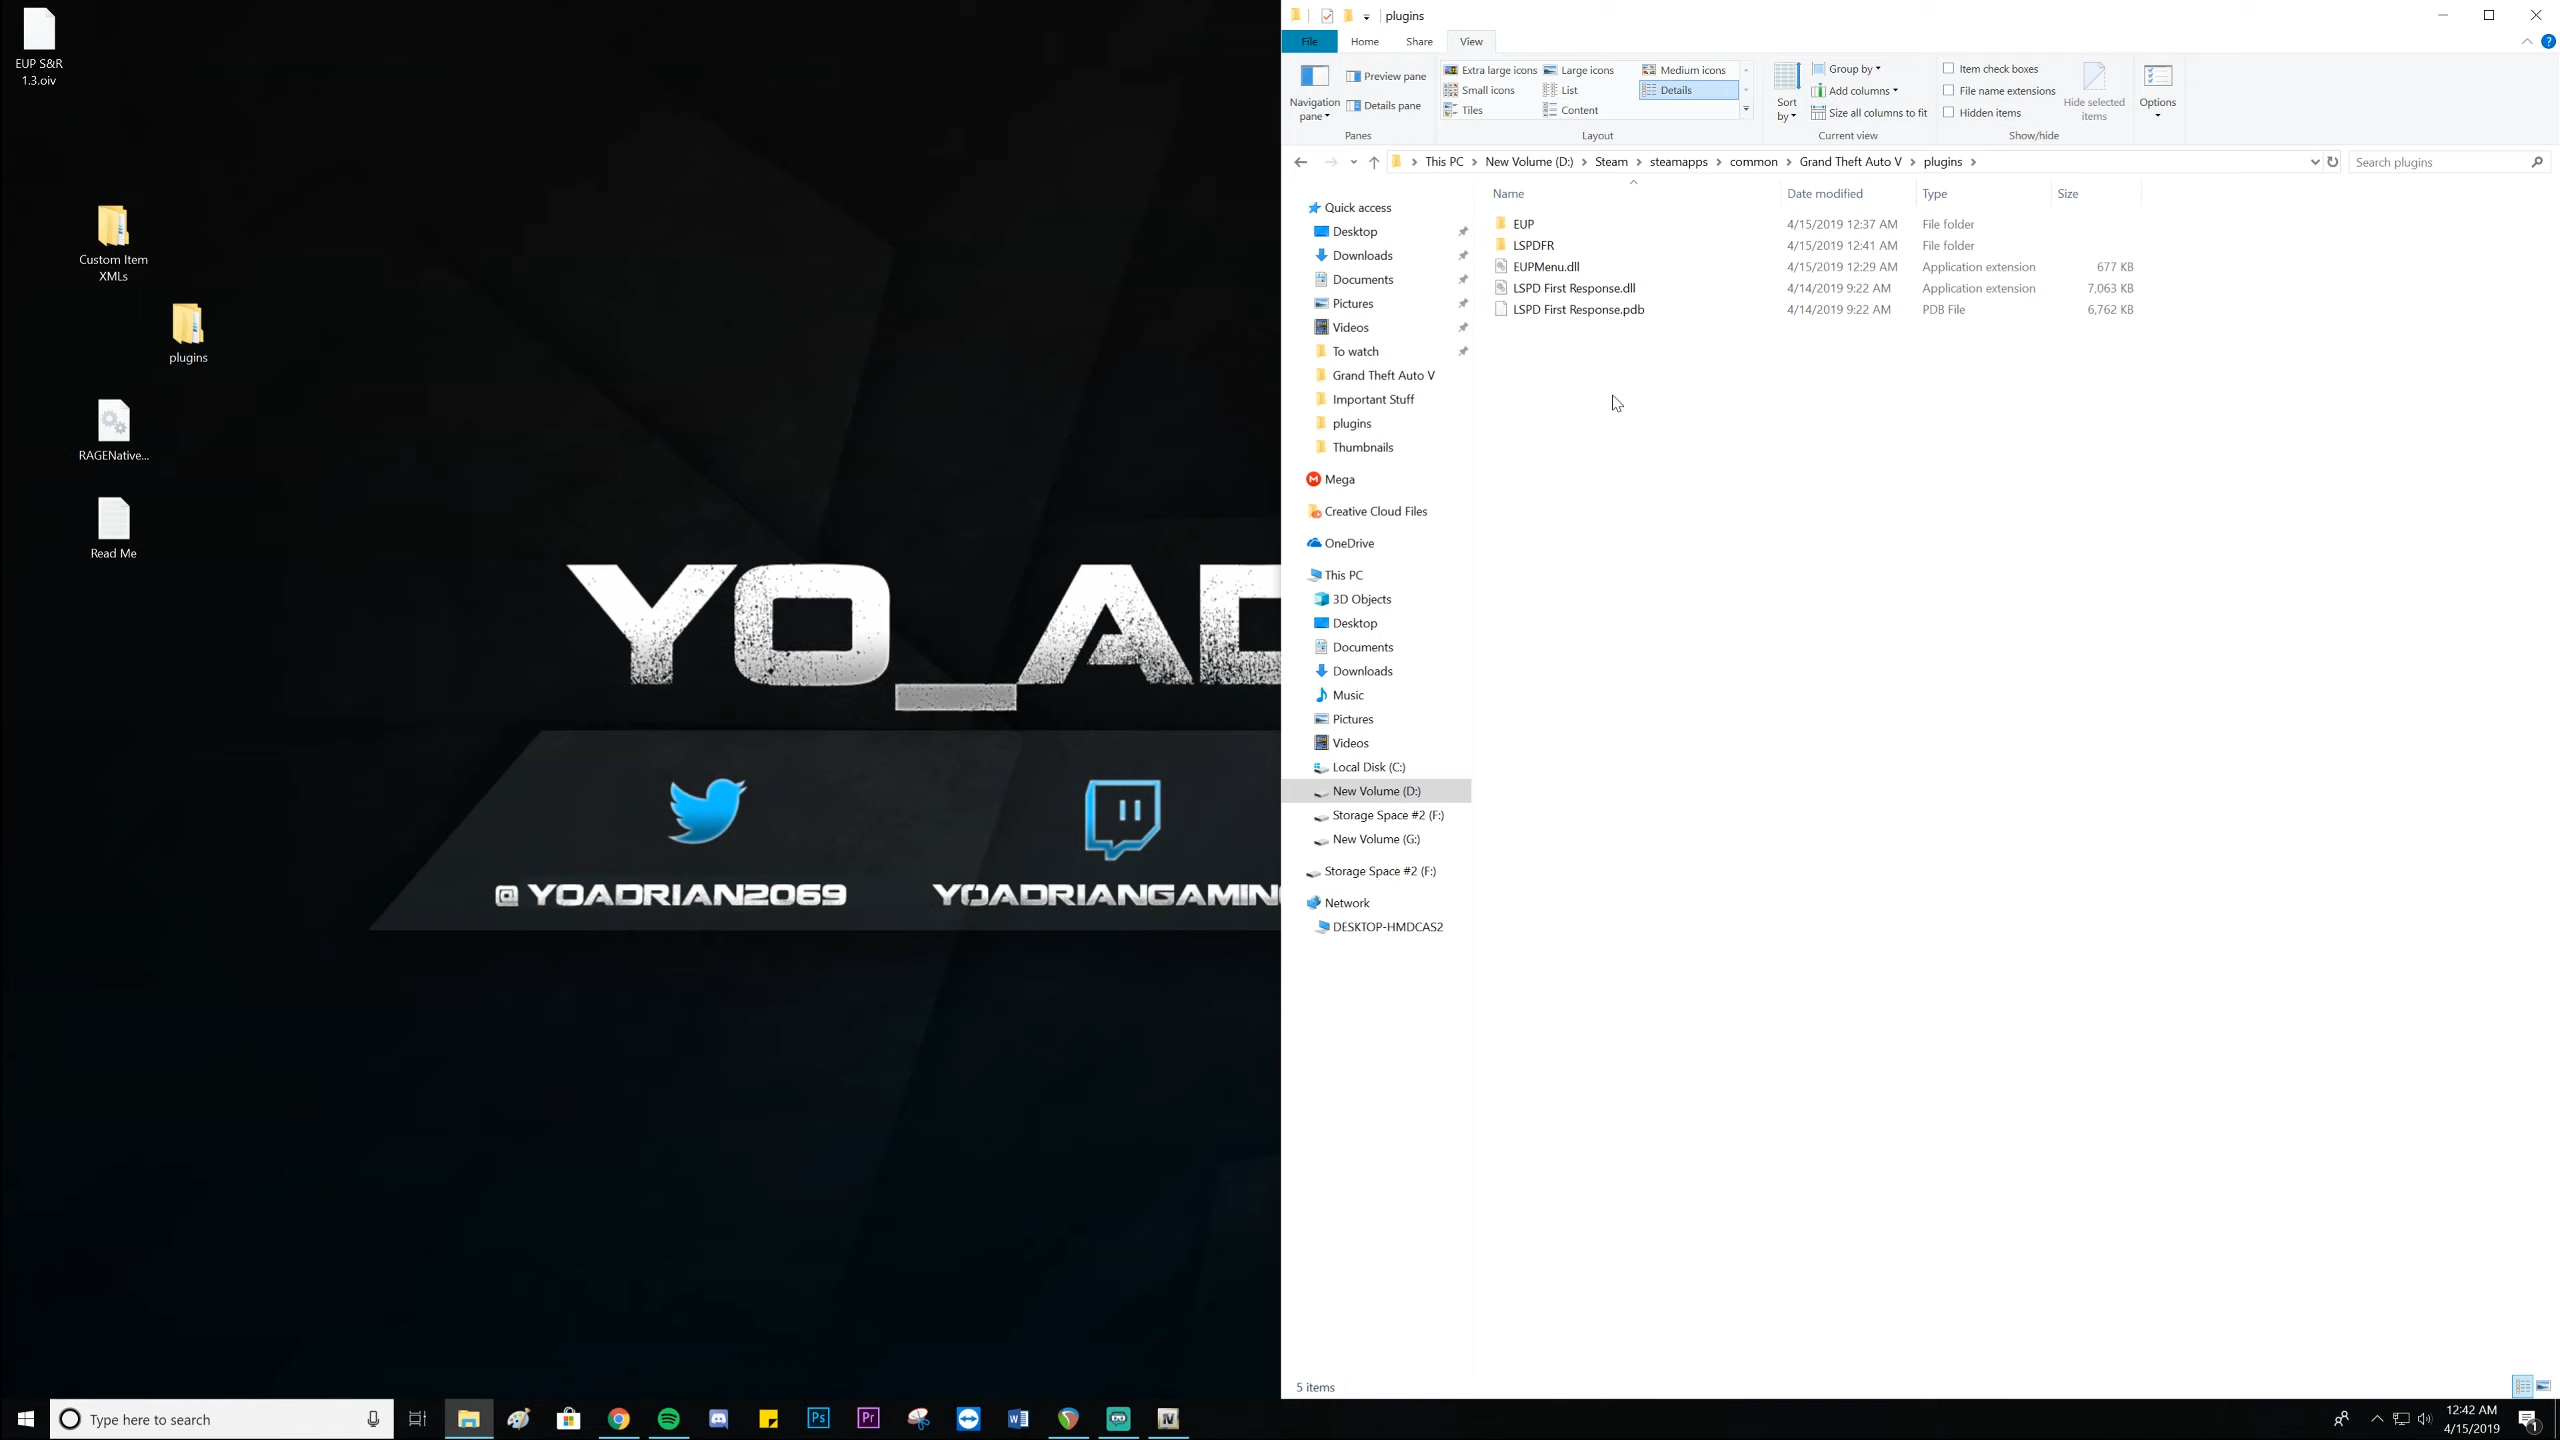 EUP S&R
1.3.oiv
Custom Item
XMLs
plugins
RAGENative...
Read Me
YO_AD
@ YOADRIAN2069
YOADRIANGAMING
plugins
File
Home
Share
View
Navigation
pane
Preview pane
Details pane
Panes
Extra large icons
Large icons
Medium icons
Small icons
List
Details
Tiles
Content
Layout
Sort
by
Group by
Add columns
Size all columns to fit
Current view
Item check boxes
File name extensions
Hidden items
Hide selected
items
Show/hide
Options
This PC
New Volume (D:)
Steam
steamapps
common
Grand Theft Auto V
plugins
Search plugins
Quick access
Desktop
Downloads
Documents
Pictures
Videos
To watch
Grand Theft Auto V
Important Stuff
plugins
Thumbnails
Mega
Creative Cloud Files
OneDrive
This PC
3D Objects
Desktop
Documents
Downloads
Music
Pictures
Videos
Local Disk (C:)
New Volume (D:)
Storage Space #2 (F:)
New Volume (G:)
Storage Space #2 (F:)
Network
DESKTOP-HMDCAS2
Name Date modified Type Size
EUP 4/15/2019 12:37 AM File folder
LSPDFR 4/15/2019 12:41 AM File folder
EUPMenu.dll 4/15/2019 12:29 AM Application extension 677 KB
LSPD First Response.dll 4/14/2019 9:22 AM Application extension 7,063 KB
LSPD First Response.pdb 4/14/2019 9:22 AM PDB File 6,762 KB
5 items
Type here to search
Ps
Pr
12:42 AM
4/15/2019
1